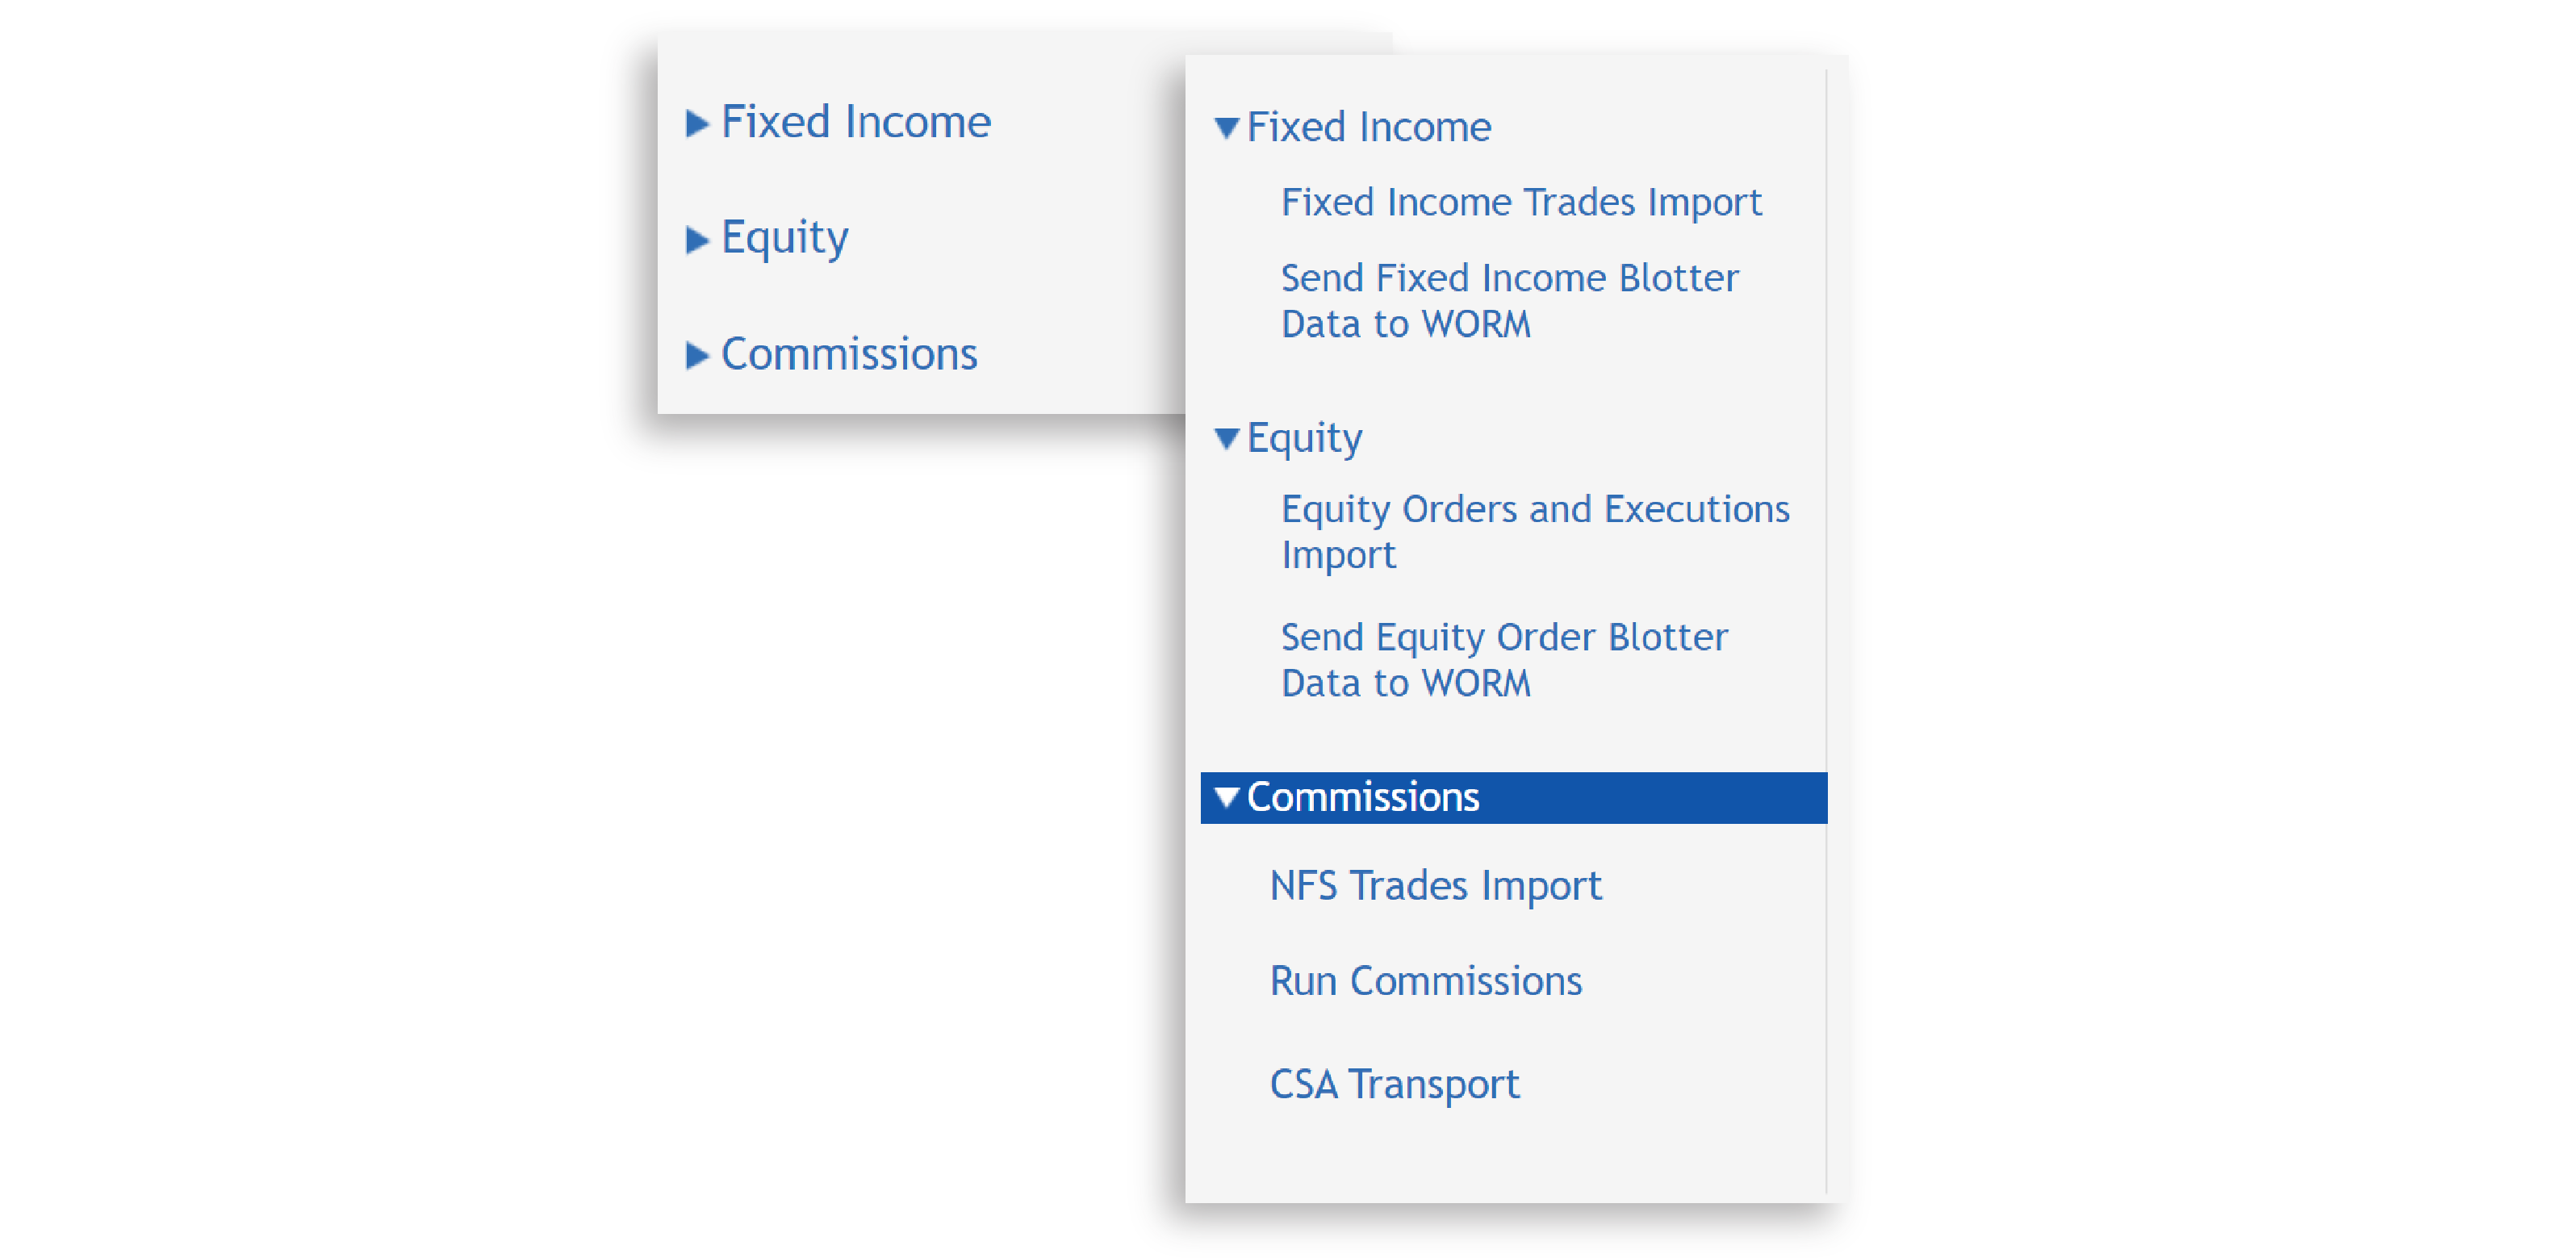 Fixed Income
Equity
Commissions
Fixed Income
Fixed Income Trades Import
Send Fixed Income Blotter
Data to WORM
Equity
Equity Orders and Executions
Import
Send Equity Order Blotter
Data to WORM
Commissions
NFS Trades Import
Run Commissions
CSA Transport